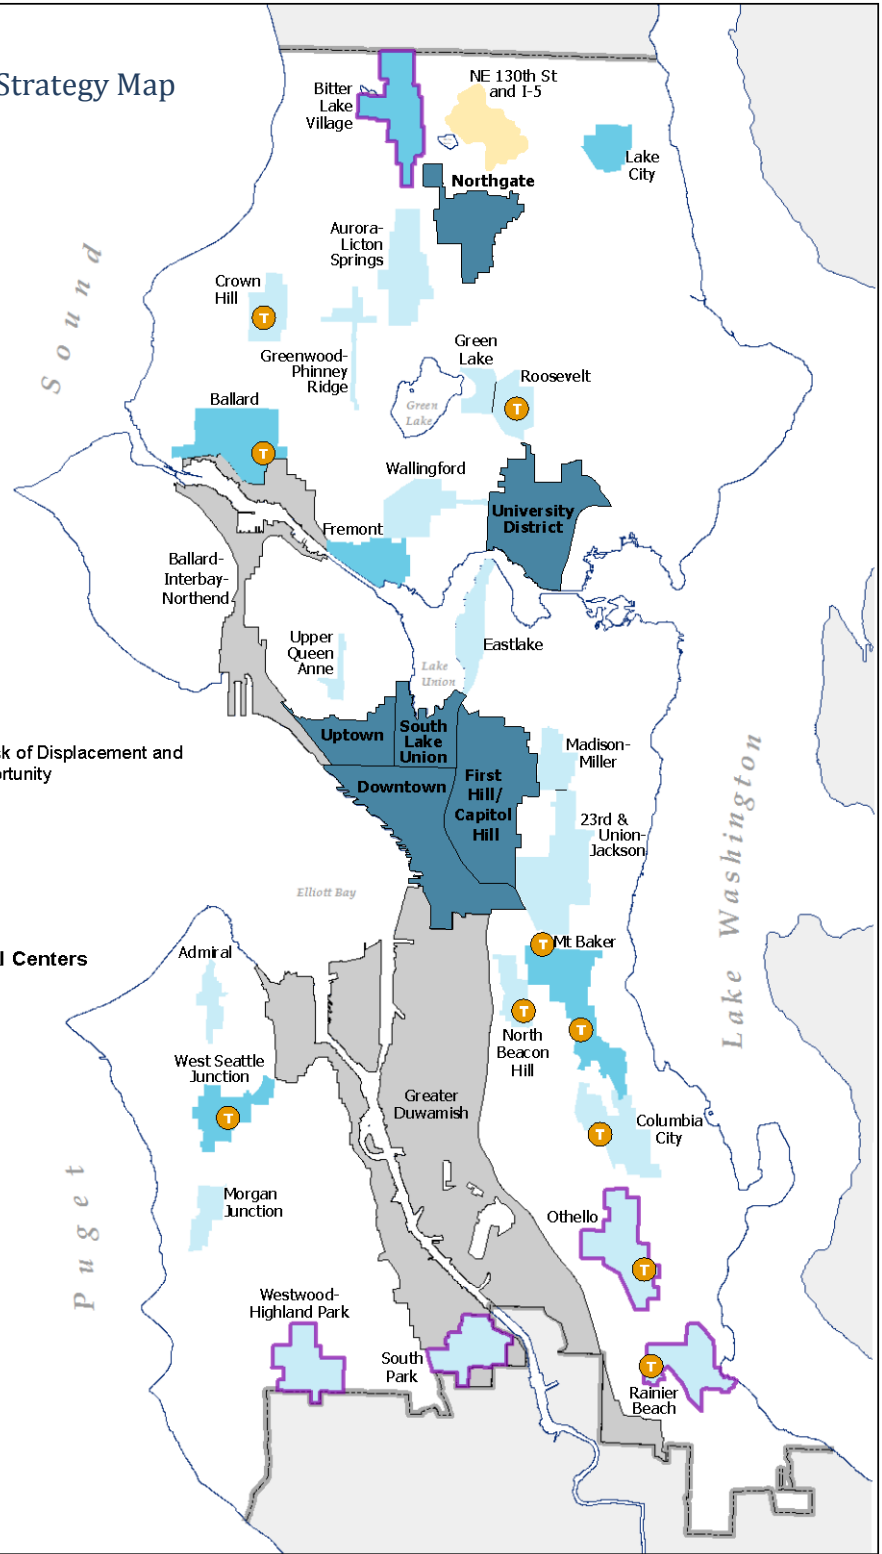 Strategy Map
NE 130th St
and I-5
Bitter
Lake
Village
Lake
City
Northgate
Aurora-
Licton
Springs
Sound
Crown
Hill
T
Greenwood-
Phinney
Ridge
Green
Lake
Roosevelt
T
Green
Lake
Ballard
T
Wallingford
University
District
Fremont
Ballard-
Interbay-
Northend
Upper
Queen
Anne
Eastlake
Lake
Union
Uptown
South
Lake
Union
Madison-
Miller
sk of Displacement and
ortunity
Downtown
First
Hill/
Capitol
Hill
23rd &
Union-
Jackson
Lake Washington
Elliott Bay
l Centers
Admiral
T
Mt Baker
T
North
Beacon
Hill
T
West Seattle
Junction
T
Greater
Duwamish
Columbia
City
T
Morgan
Junction
Puget
Othello
T
Westwood-
Highland Park
South
Park
T
Rainier
Beach